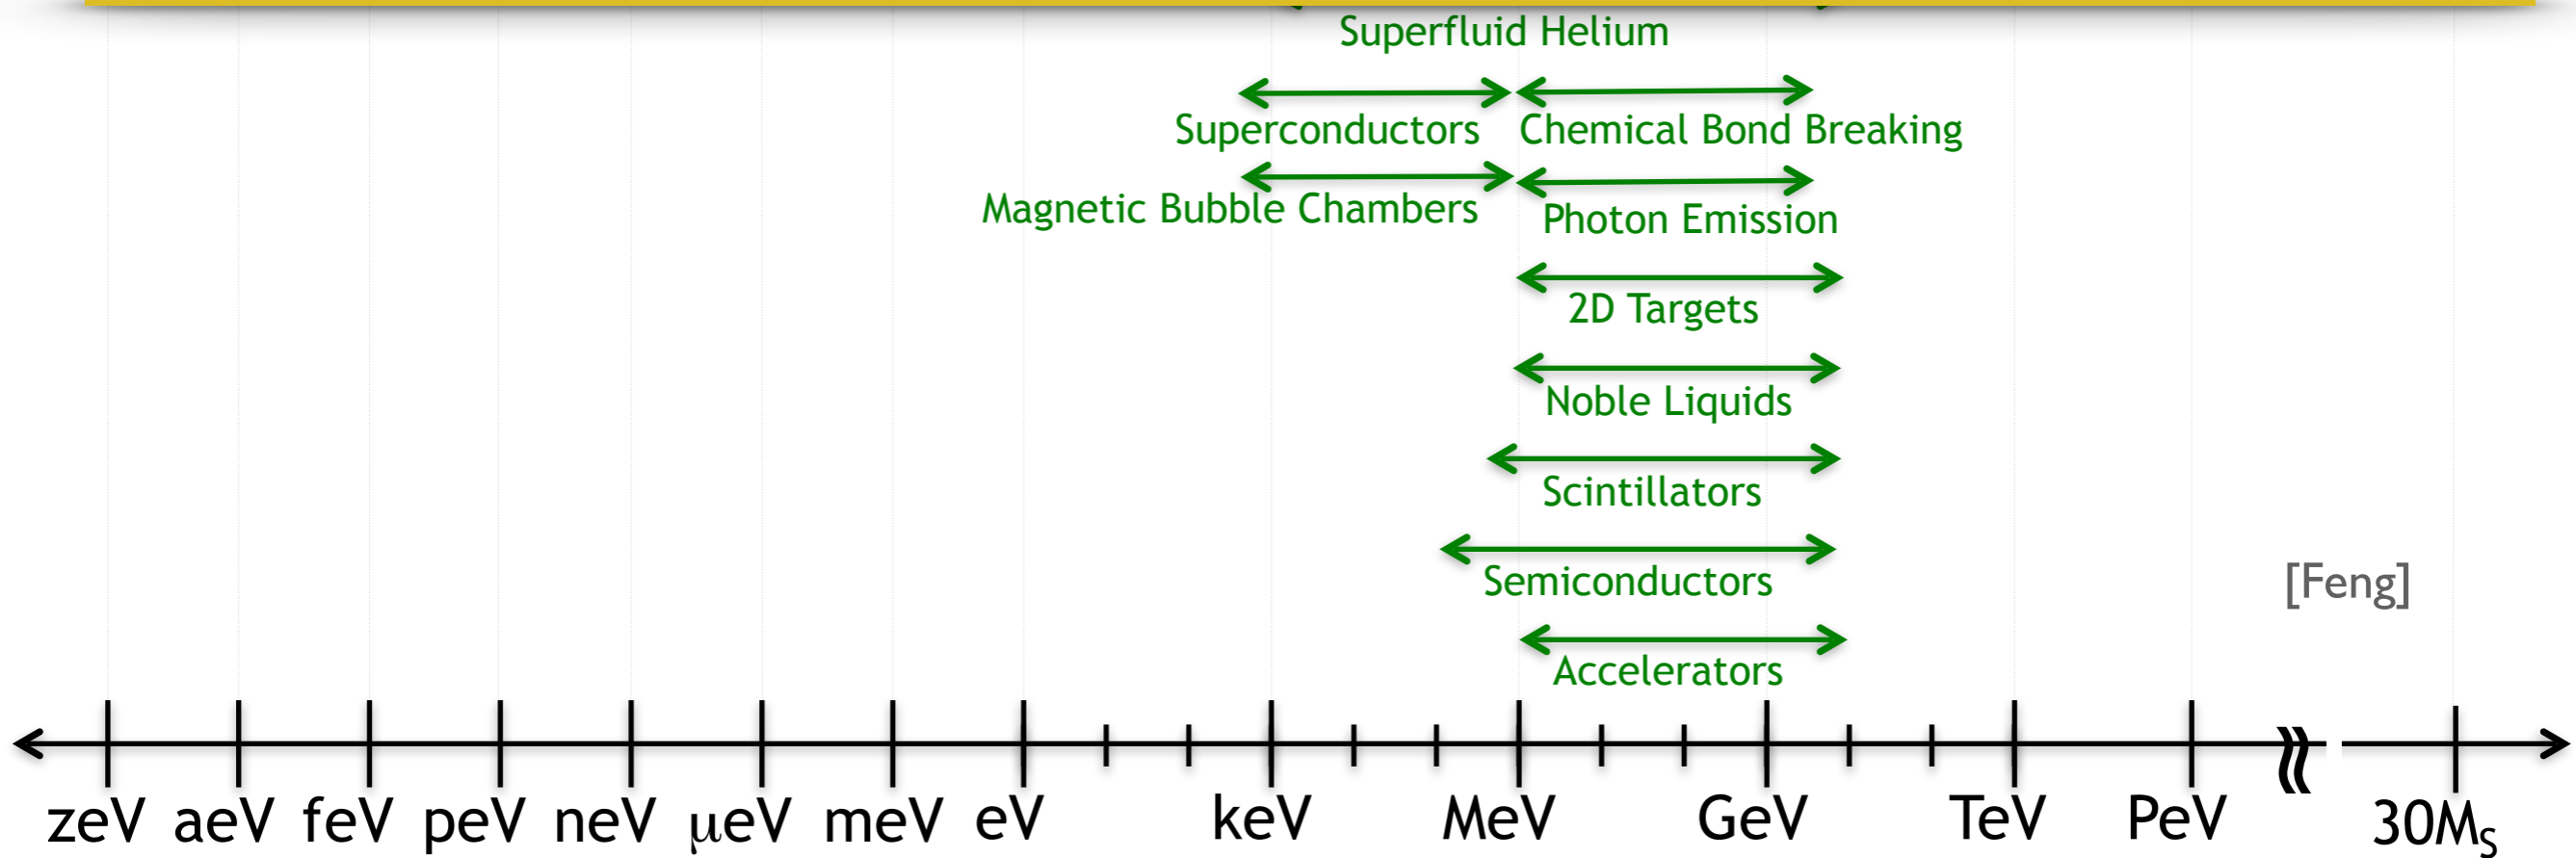 Superfluid Helium
Superconductors Chemical Bond Breaking
Magnetic Bubble Chambers Photon Emission
2D Targets
Noble Liquids
Scintillators
Semiconductors
[Feng]
Accelerators
zeV aeV feV peV neV μeV meV eV keV MeV GeV TeV PeV 30MS